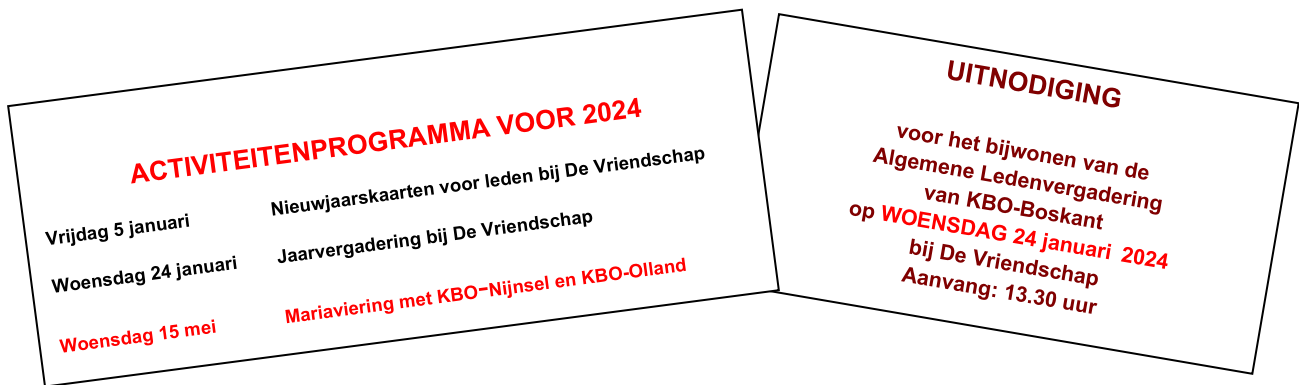 ACTIVITEITENPROGRAMMA VOOR 2024
Vrijdag 5 januari Nieuwjaarskaarten voor leden bij De Vriendschap
Woensdag 24 januari Jaarvergadering bij De Vriendschap
Woensdag 15 mei Mariaviering met KBO-Nijnsel en KBO-Olland
UITNODIGING
voor het bijwonen van de
Algemene Ledenvergadering
van KBO-Boskant
op WOENSDAG 24 januari 2024
bij De Vriendschap
Aanvang: 13.30 uur